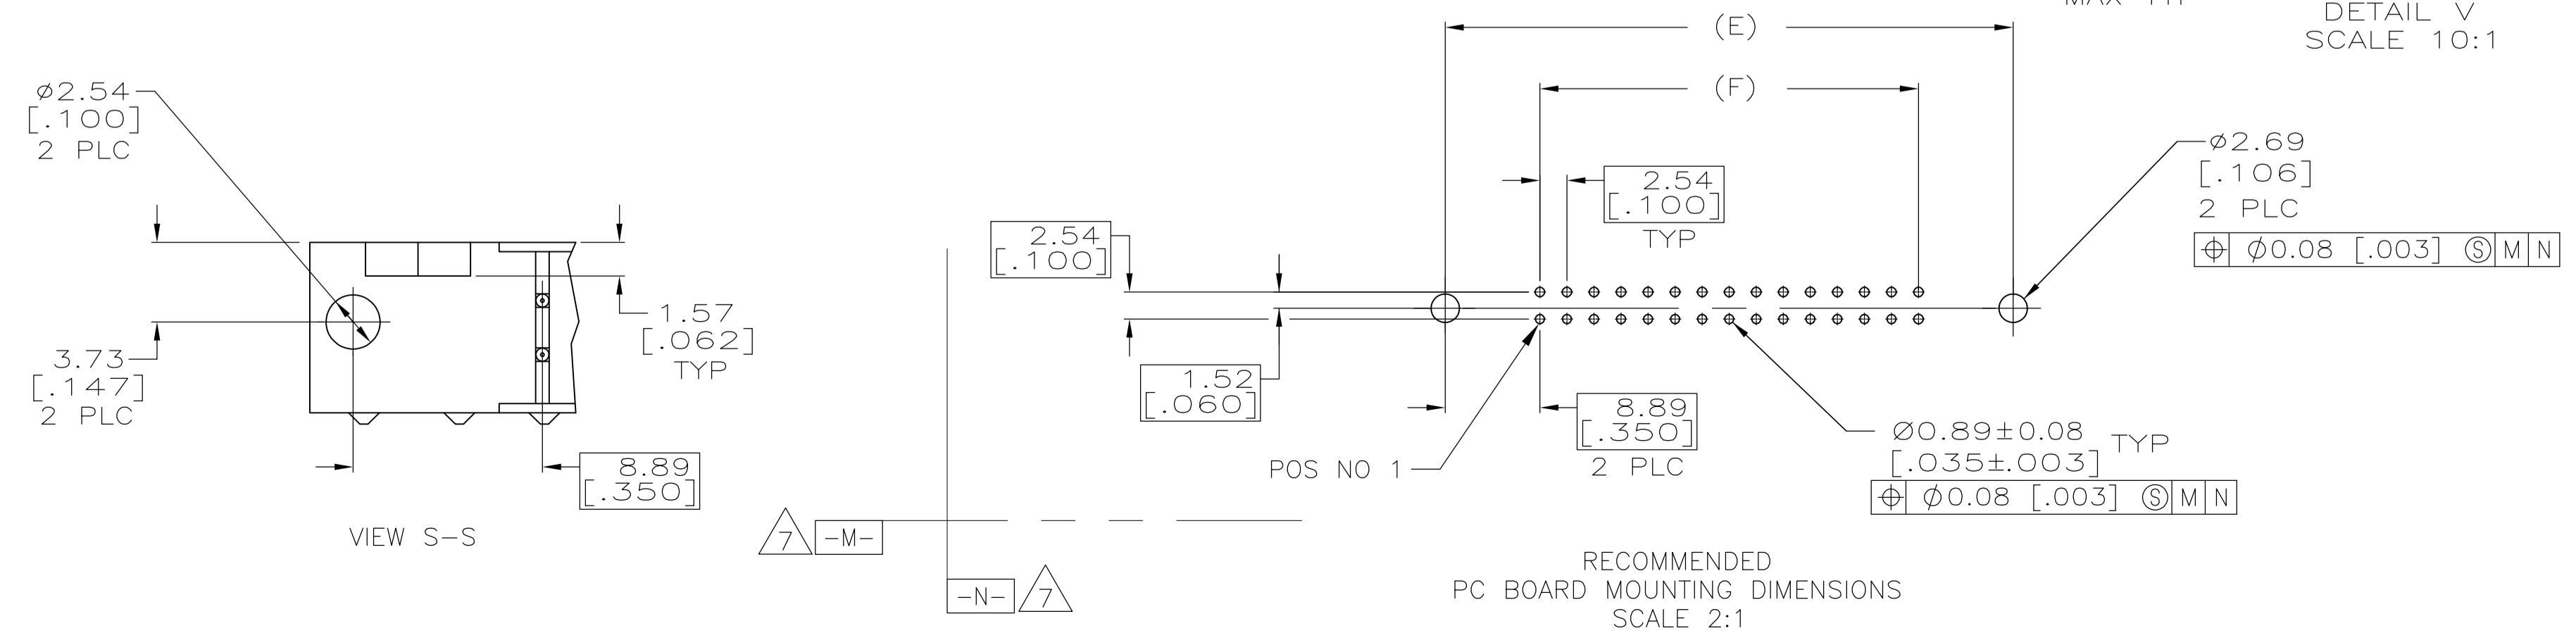 DETAIL V
SCALE 10:1
(E)
(F)
ø2.54
[.100]
2 PLC
3.73
[.147]
2 PLC
1.57
[.062]
TYP
8.89
[.350]
VIEW S-S
2.54
[.100]
TYP
2.54
[.100]
1.52
[.060]
8.89
[.350]
2 PLC
POS NO 1
ø2.69
[.106]
2 PLC
⌖ ø0.08 [.003] Ⓢ M N
Ø0.89±0.08 TYP
[.035±.003]
⌖ ø0.08 [.003] Ⓢ M N
7 -M-
-N- 7
RECOMMENDED
PC BOARD MOUNTING DIMENSIONS
SCALE 2:1